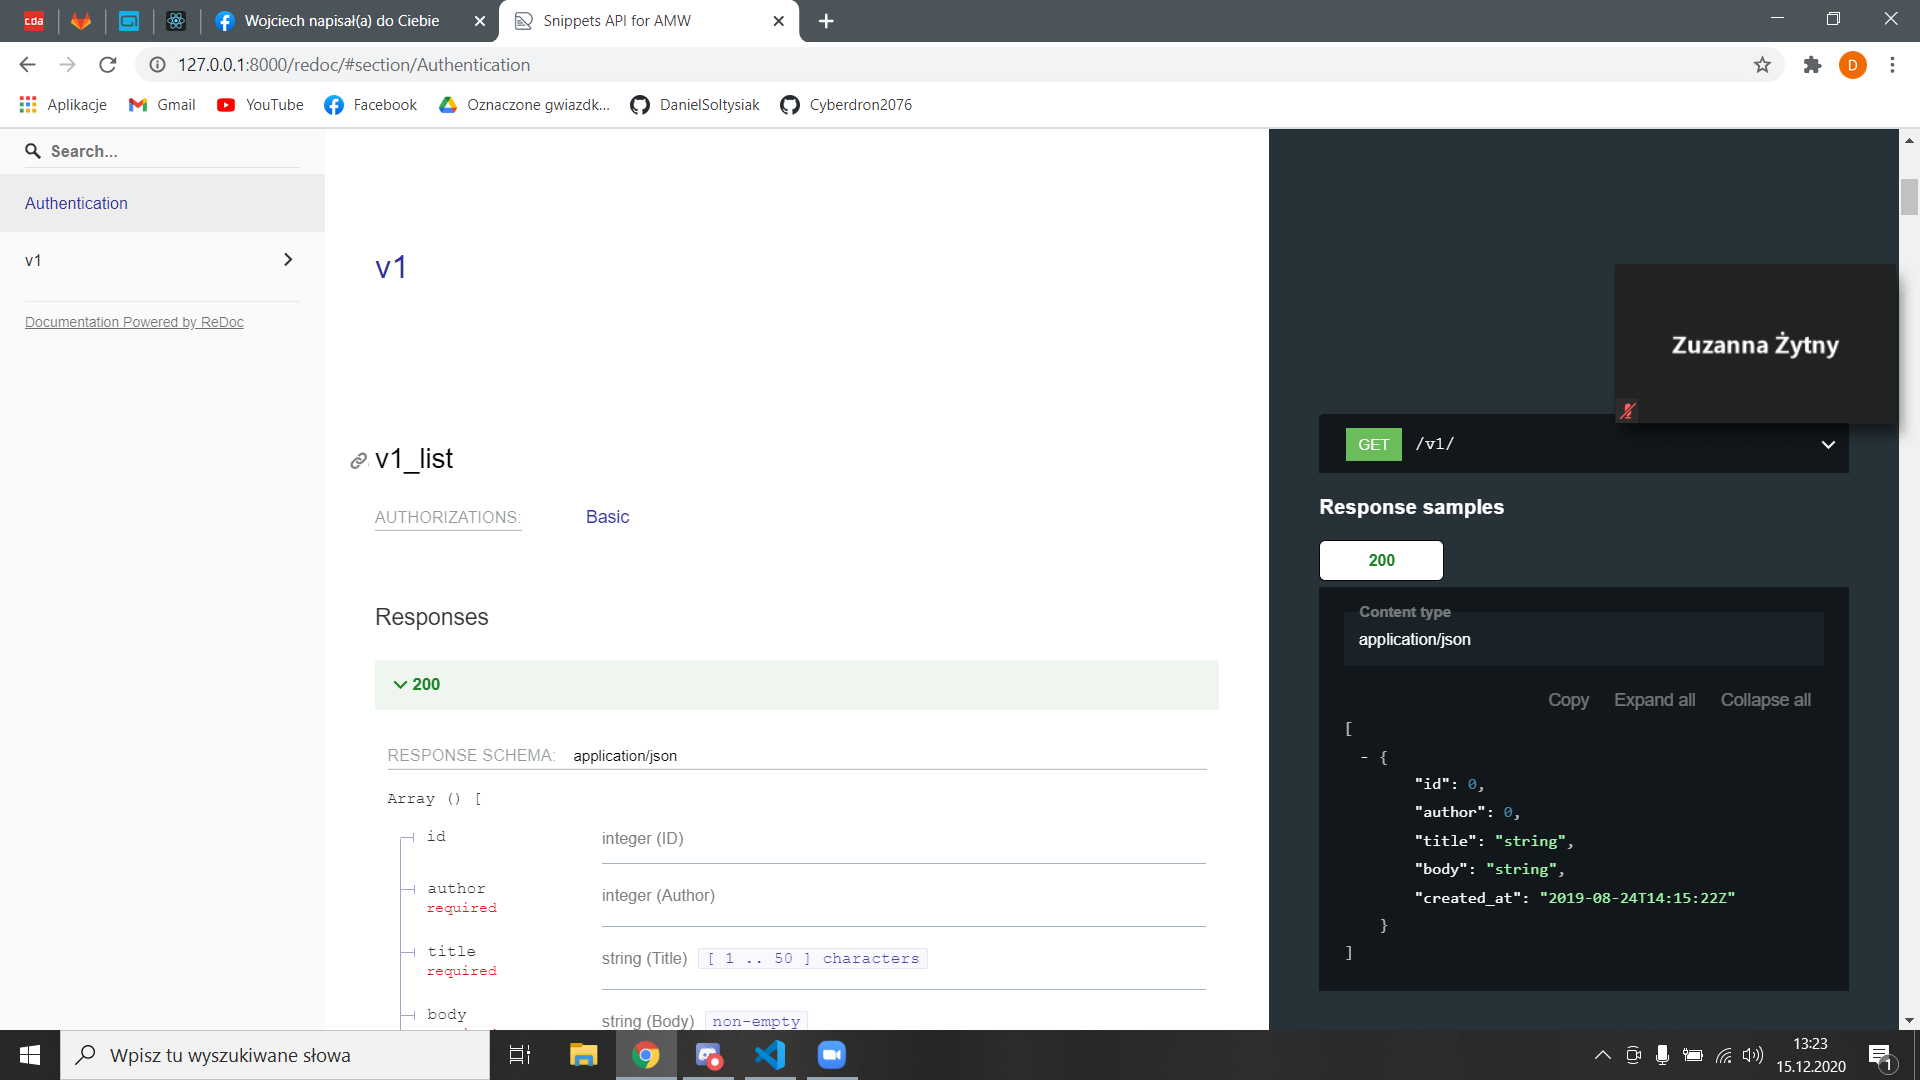 cda
Wojciech napisał(a) do Ciebie
Snippets API for AMW
127.0.0.1:8000/redoc/#section/Authentication
D
Aplikacje
Gmail
YouTube
Facebook
Oznaczone gwiazdk...
DanielSoltysiak
Cyberdron2076
Search...
Authentication
v1
Documentation Powered by ReDoc
v1
v1_list
AUTHORIZATIONS:
Basic
Responses
200
RESPONSE SCHEMA: application/json
Array () [
id
integer (ID)
author
required
integer (Author)
title
required
string (Title) [ 1 .. 50 ] characters
body
string (Body) non-empty
Zuzanna Żytny
GET /v1/
Response samples
200
Content type
application/json
Copy Expand all Collapse all
[
- {
"id": 0,
"author": 0,
"title": "string",
"body": "string",
"created_at": "2019-08-24T14:15:22Z"
}
]
Wpisz tu wyszukiwane słowa
13:23
15.12.2020
1